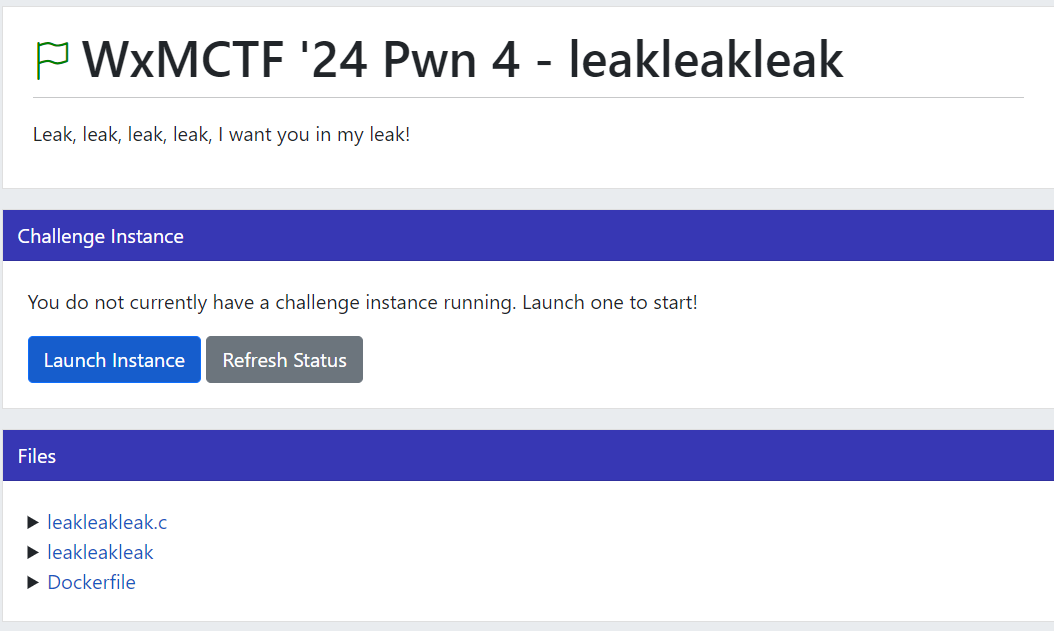 WxMCTF '24 Pwn 4 - leakleakleak
Leak, leak, leak, leak, I want you in my leak!
Challenge Instance
You do not currently have a challenge instance running. Launch one to start!
Launch Instance Refresh Status
Files
leakleakleak.c
leakleakleak
Dockerfile